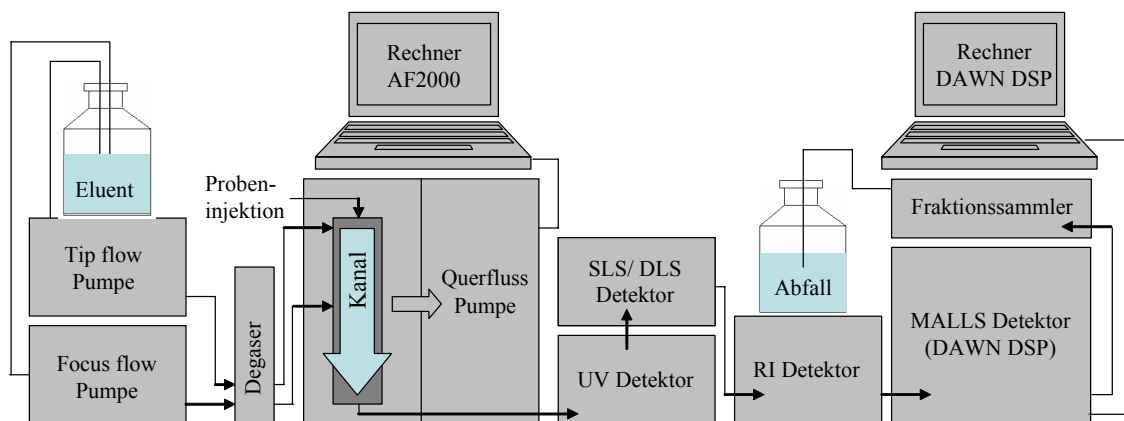 Rechner
AF2000
Rechner
DAWN DSP
Eluent
Proben-
injektion
Fraktionssammler
Tip flow
Pumpe
Kanal
Querfluss
Pumpe
SLS/ DLS
Detektor
Abfall
MALLS Detektor
(DAWN DSP)
Focus flow
Pumpe
Degaser
UV Detektor
RI Detektor